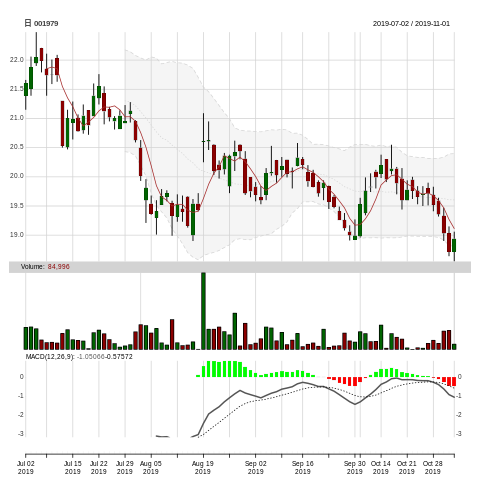 日 001979
2019-07-02 / 2019-11-01
22.0
21.5
21.0
20.5
20.0
19.5
19.0
Volume: 84,996
MACD(12,26,9): -1.05066-0.57572
0 0
-1 -1
-2 -2
-3 -3
Jul 02 Jul 15 Jul 22 Jul 29 Aug 05 Aug 19 Sep 02 Sep 16 Sep 30 Oct 14 Oct 21 Oct 28
2019 2019 2019 2019 2019 2019 2019 2019 2019 2019 2019 2019